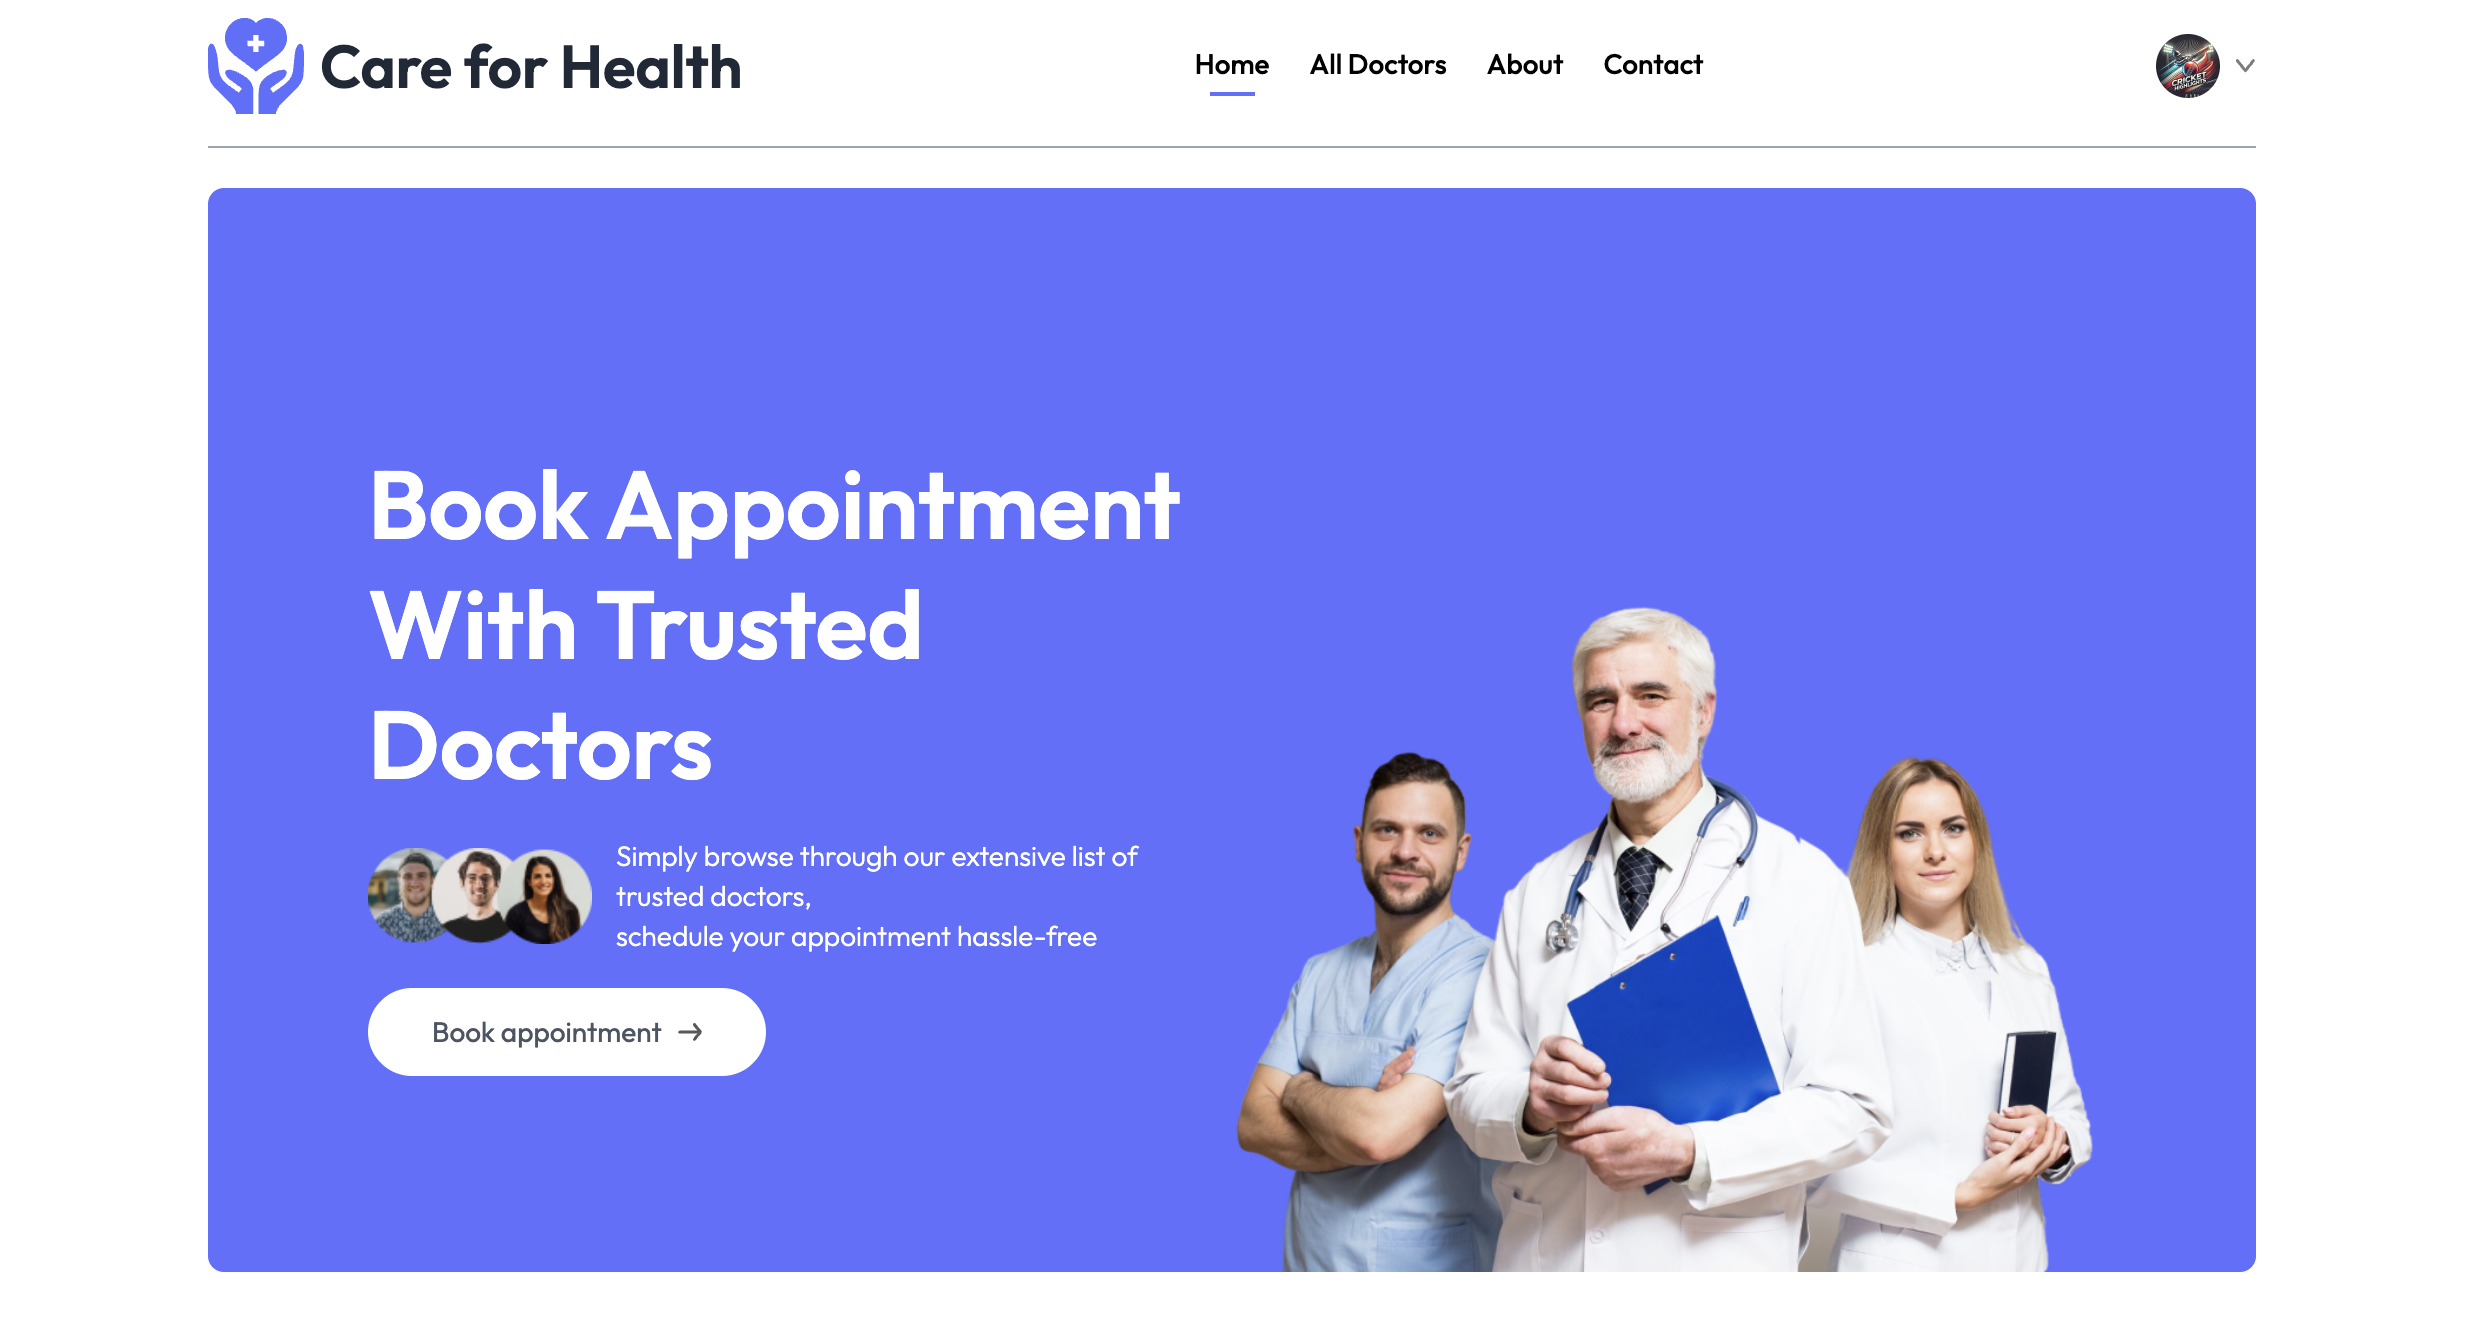 Care for Health
Home
All Doctors
About
Contact
CRICKET
HIGHLIGHTS
Book Appointment
With Trusted
Doctors
Simply browse through our extensive list of
trusted doctors,
schedule your appointment hassle-free
Book appointment